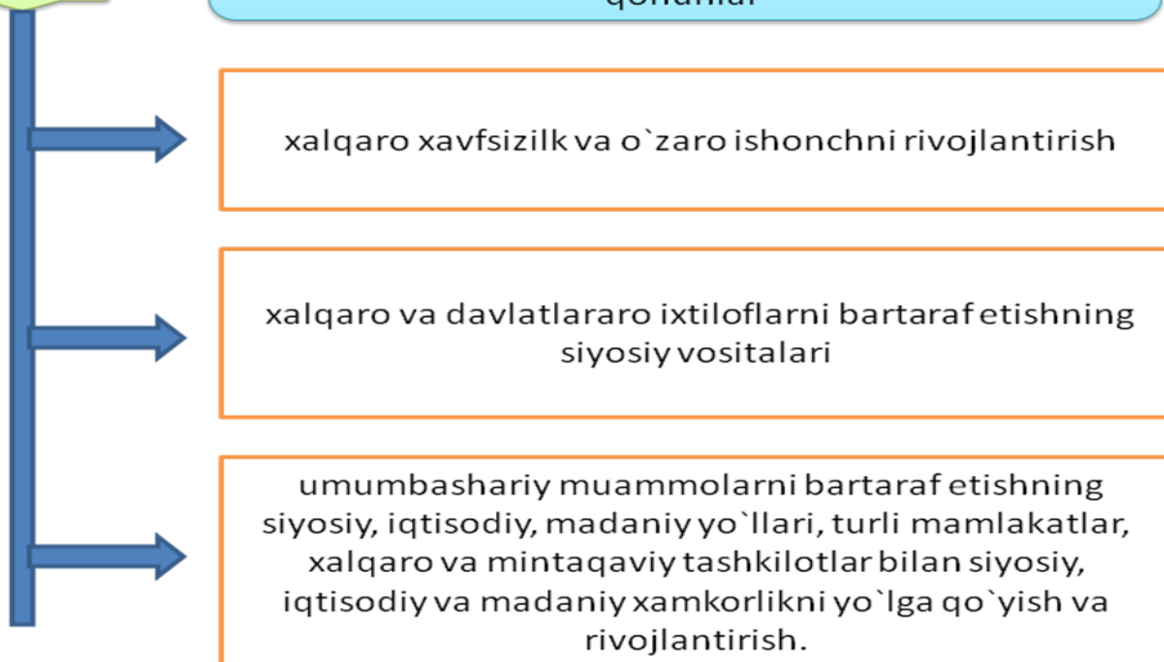 xalqaro xavfsizilk va o`zaro ishonchni rivojlantirish
xalqaro va davlatlararo ixtiloflarni bartaraf etishning
siyosiy vositalari
umumbashariy muammolarni bartaraf etishning
siyosiy, iqtisodiy, madaniy yo`llari, turli mamlakatlar,
xalqaro va mintaqaviy tashkilotlar bilan siyosiy,
iqtisodiy va madaniy xamkorlikni yo`lga qo`yish va
rivojlantirish.